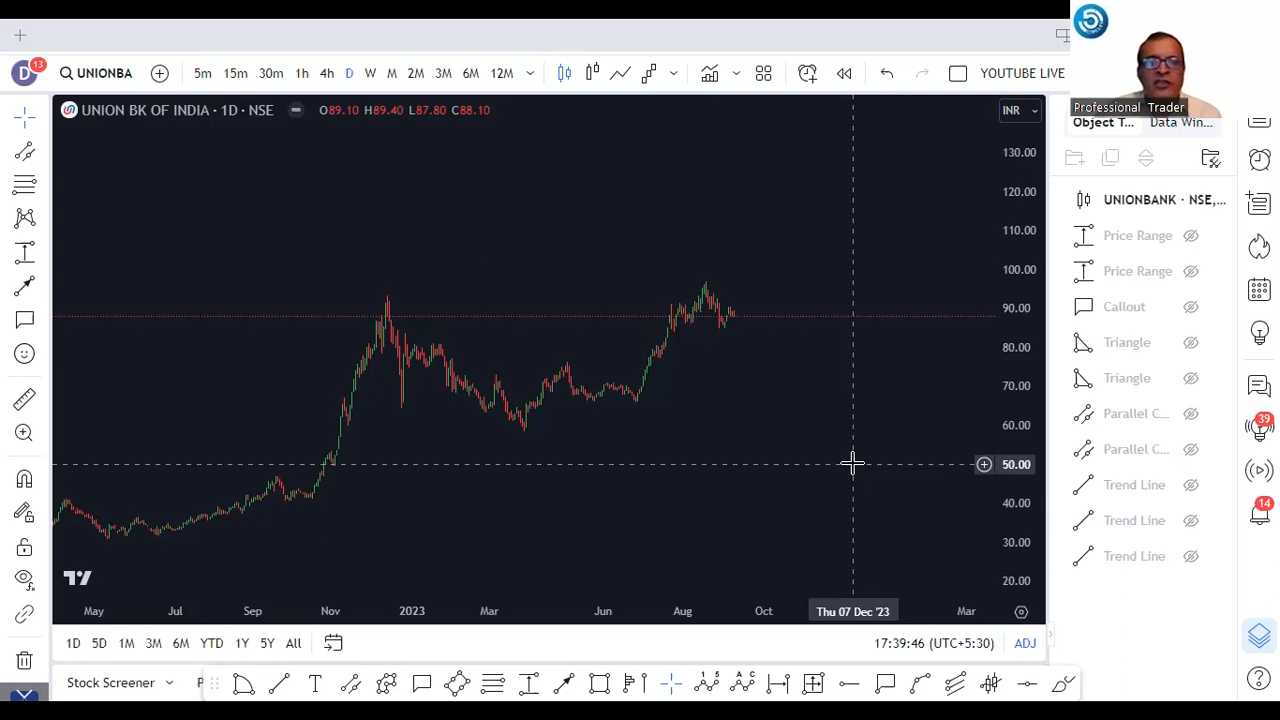 D 13 UNIONBA 5m 15m 30m 1h 4h D W M 2M 3M 6M 12M YOUTUBE LIVE
5
Professional Trader
UNION BK OF INDIA · 1D · NSE O89.10 H89.40 L87.80 C88.10 INR
Object T... Data Win...
130.00
120.00
110.00
100.00
90.00
80.00
70.00
60.00
50.00
40.00
30.00
20.00
UNIONBANK · NSE,...
Price Range
Price Range
Callout
Triangle
Triangle
Parallel C...
Parallel C...
Trend Line
Trend Line
Trend Line
39
14
May Jul Sep Nov 2023 Mar Jun Aug Oct Thu 07 Dec '23 Mar
1D 5D 1M 3M 6M YTD 1Y 5Y All 17:39:46 (UTC+5:30) ADJ
Stock Screener P